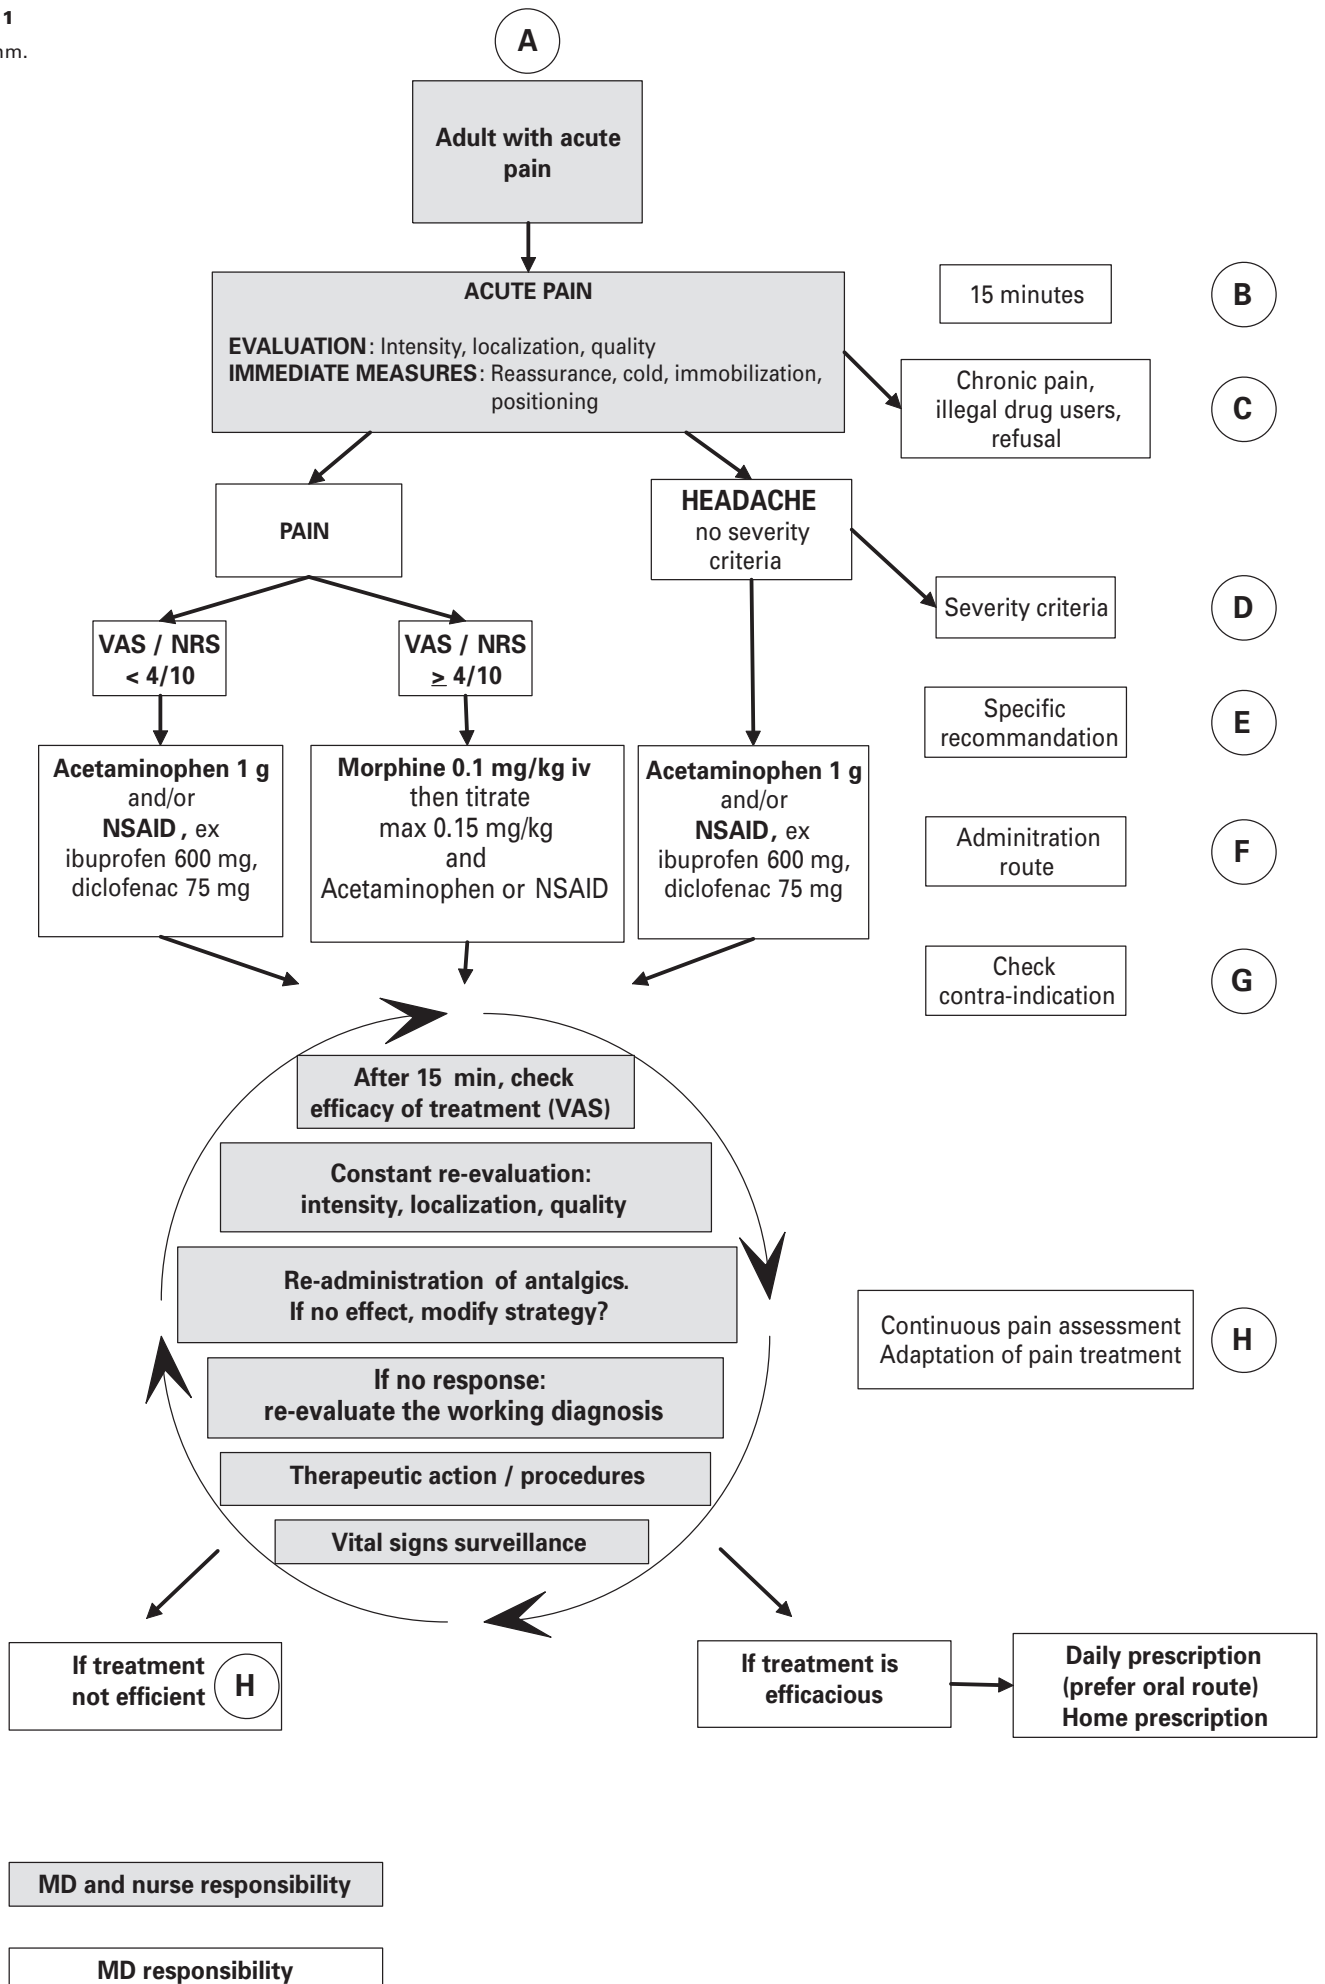 1
A
Adult with acute
pain
ACUTE PAIN
EVALUATION: Intensity, localization, quality
IMMEDIATE MEASURES: Reassurance, cold, immobilization,
positioning
15 minutes
B
Chronic pain,
illegal drug users,
refusal
C
PAIN
HEADACHE
no severity
criteria
Severity criteria
D
VAS / NRS
< 4/10
VAS / NRS
≥ 4/10
Specific
recommandation
E
Acetaminophen 1 g
and/or
NSAID, ex
ibuprofen 600 mg,
diclofenac 75 mg
Morphine 0.1 mg/kg iv
then titrate
max 0.15 mg/kg
and
Acetaminophen or NSAID
Acetaminophen 1 g
and/or
NSAID, ex
ibuprofen 600 mg,
diclofenac 75 mg
Adminitration
route
F
Check
contra-indication
G
After 15 min, check
efficacy of treatment (VAS)
Constant re-evaluation:
intensity, localization, quality
Re-administration of antalgics.
If no effect, modify strategy?
If no response:
re-evaluate the working diagnosis
Therapeutic action / procedures
Vital signs surveillance
Continuous pain assessment
Adaptation of pain treatment
H
If treatment
not efficient
H
If treatment is
efficacious
Daily prescription
(prefer oral route)
Home prescription
MD and nurse responsibility
MD responsibility